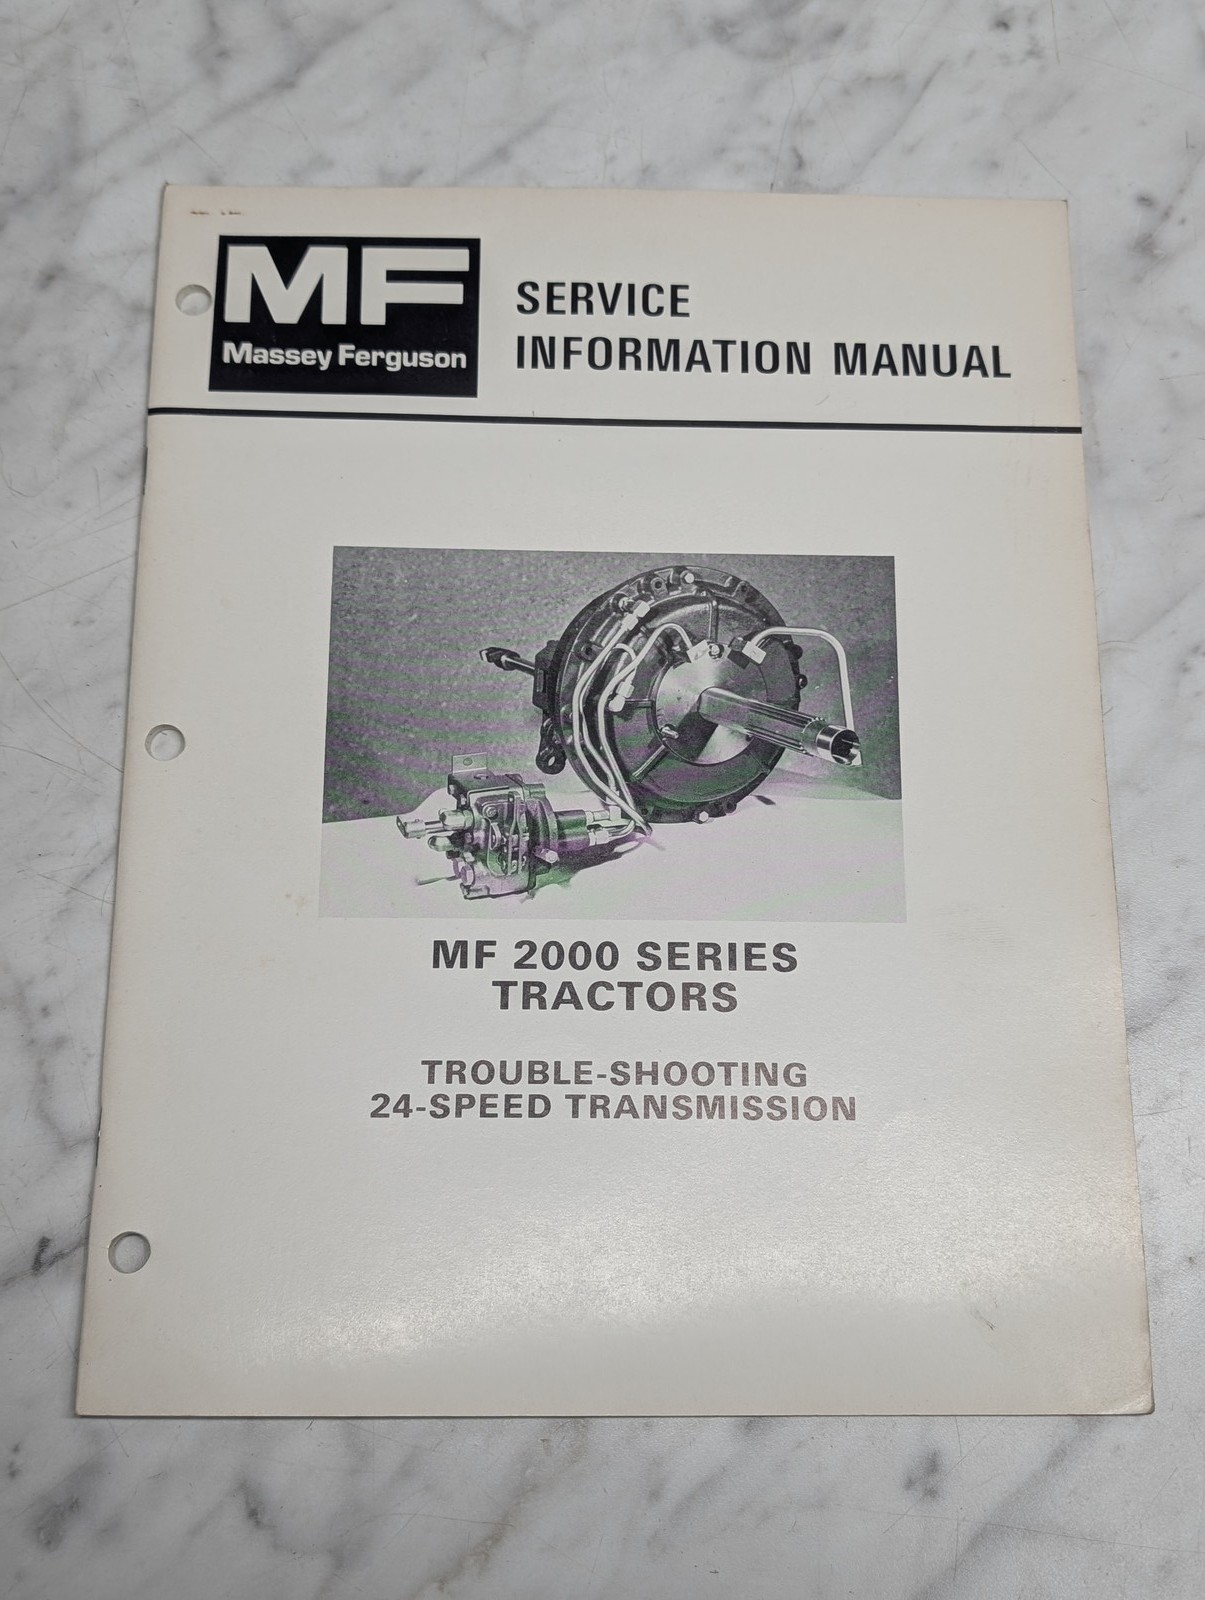 MF
Massey Ferguson
SERVICE
INFORMATION MANUAL
MF 2000 SERIES
TRACTORS
TROUBLE-SHOOTING
24-SPEED TRANSMISSION